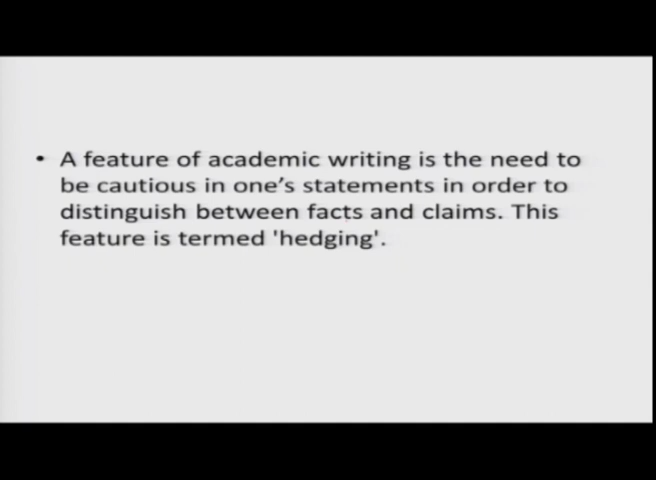 • A feature of academic writing is the need to
be cautious in one’s statements in order to
distinguish between facts and claims. This
feature is termed 'hedging'.